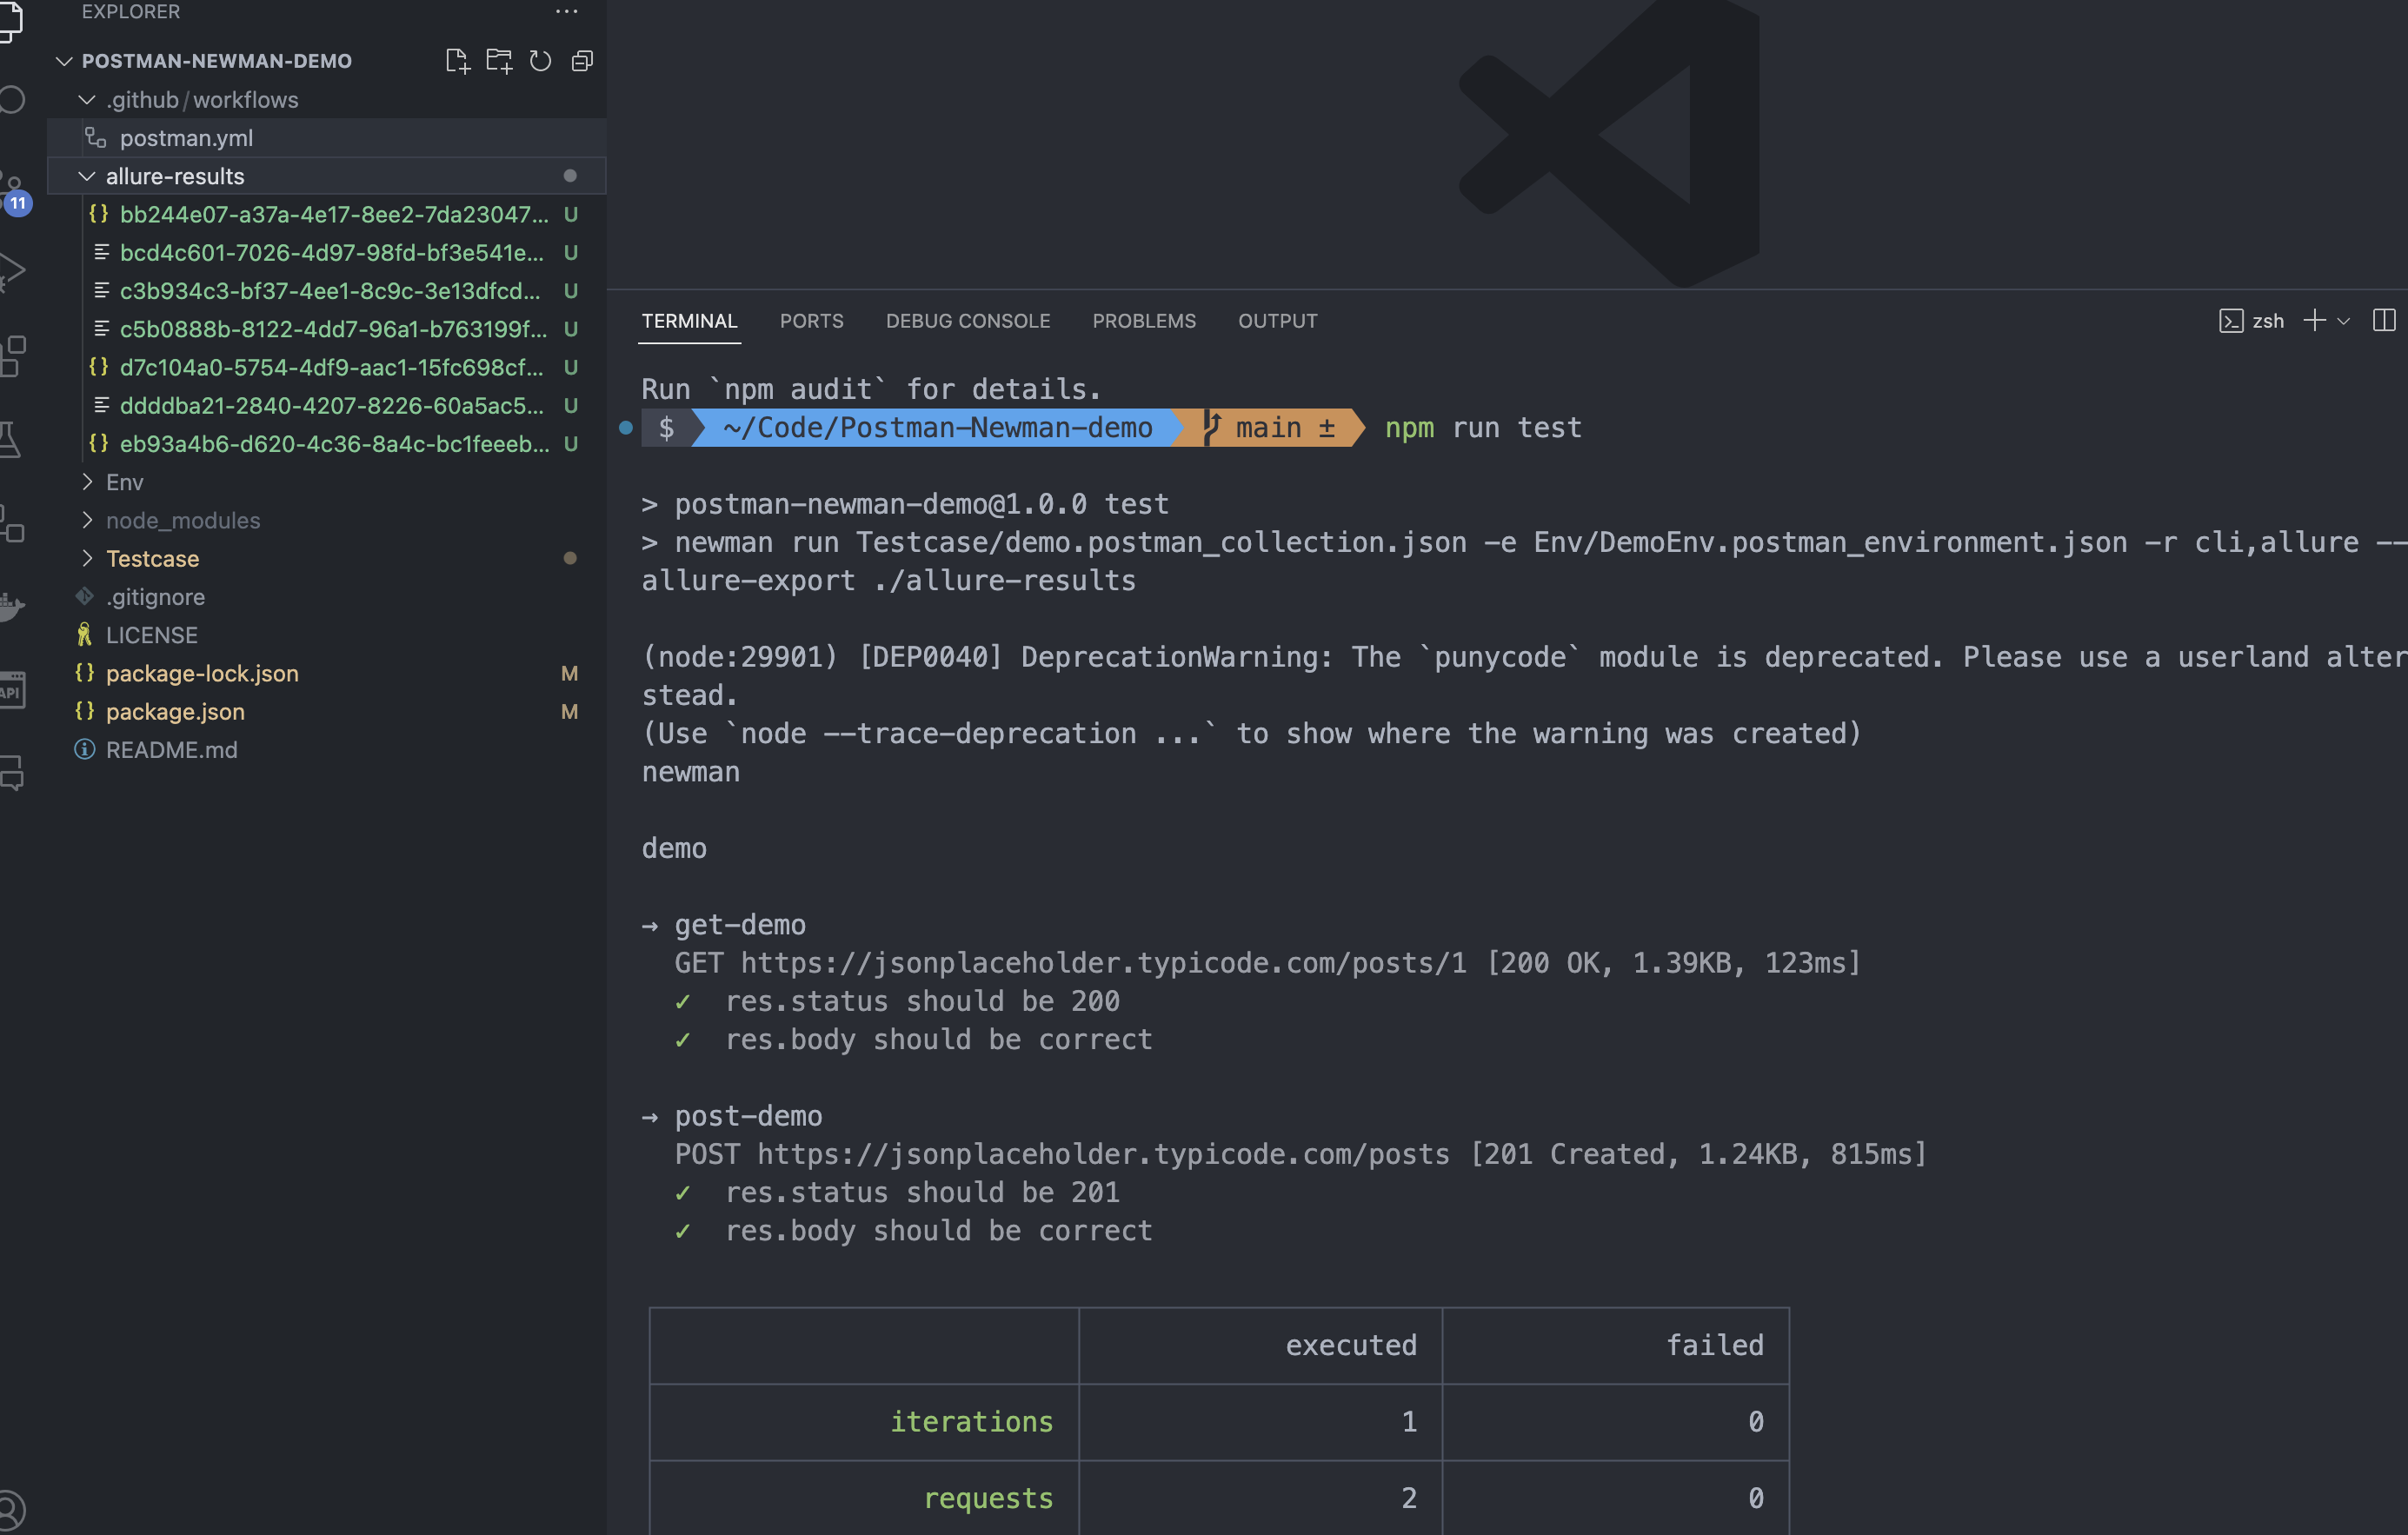 EXPLORER
POSTMAN-NEWMAN-DEMO
.github/workflows
postman.yml
allure-results
11
bb244e07-a37a-4e17-8ee2-7da23047... U
bcd4c601-7026-4d97-98fd-bf3e541e... U
c3b934c3-bf37-4ee1-8c9c-3e13dfcd... U
c5b0888b-8122-4dd7-96a1-b763199f... U
d7c104a0-5754-4df9-aac1-15fc698cf... U
ddddba21-2840-4207-8226-60a5ac5... U
eb93a4b6-d620-4c36-8a4c-bc1feeeb... U
Env
node_modules
Testcase
.gitignore
LICENSE
package-lock.json M
API
package.json M
README.md
TERMINAL PORTS DEBUG CONSOLE PROBLEMS OUTPUT zsh
Run `npm audit` for details.
$ ~/Code/Postman-Newman-demo main ± npm run test
> postman-newman-demo@1.0.0 test
> newman run Testcase/demo.postman_collection.json -e Env/DemoEnv.postman_environment.json -r cli,allure --
allure-export ./allure-results
(node:29901) [DEP0040] DeprecationWarning: The `punycode` module is deprecated. Please use a userland alter
stead.
(Use `node --trace-deprecation ...` to show where the warning was created)
newman
demo
→ get-demo
GET https://jsonplaceholder.typicode.com/posts/1 [200 OK, 1.39KB, 123ms]
✓ res.status should be 200
✓ res.body should be correct
→ post-demo
POST https://jsonplaceholder.typicode.com/posts [201 Created, 1.24KB, 815ms]
✓ res.status should be 201
✓ res.body should be correct
executed failed
iterations 1 0
requests 2 0